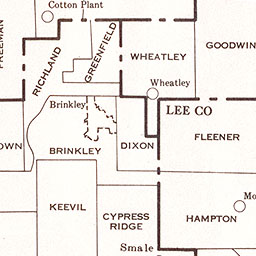 Cotton Plant
FREEMAN
RICHLAND
GREENFIELD
WHEATLEY
GOODWIN
Wheatley
Brinkley
LEE CO
FLEENER
BRINKLEY
DIXON
KEEVIL
CYPRESS
RIDGE
HAMPTON
Smale